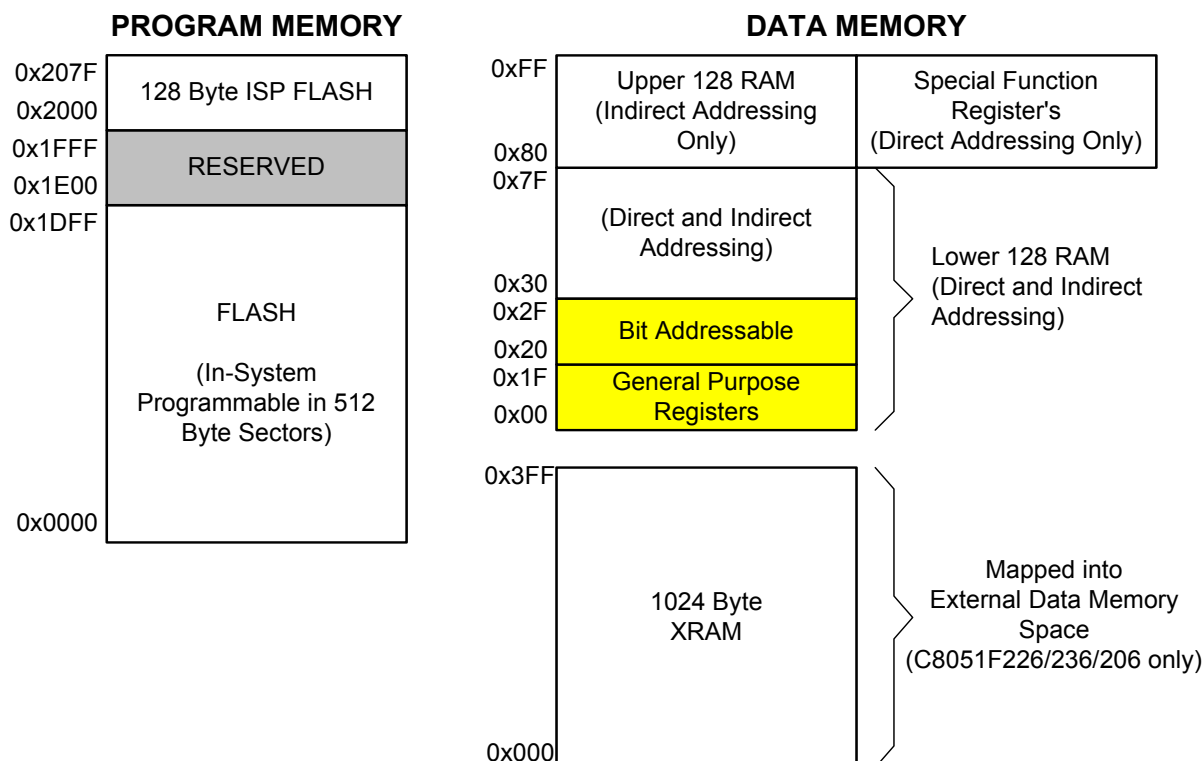 PROGRAM MEMORY
0x207F
0x2000
128 Byte ISP FLASH
0x1FFF
0x1E00
RESERVED
0x1DFF
FLASH
(In-System
Programmable in 512
Byte Sectors)
0x0000
DATA MEMORY
0xFF
Upper 128 RAM
(Indirect Addressing
Only)
0x80
Special Function
Register's
(Direct Addressing Only)
0x7F
(Direct and Indirect
Addressing)
0x30
0x2F
Bit Addressable
0x20
0x1F
General Purpose
Registers
0x00
Lower 128 RAM
(Direct and Indirect
Addressing)
0x3FF
1024 Byte
XRAM
0x000
Mapped into
External Data Memory
Space
(C8051F226/236/206 only)